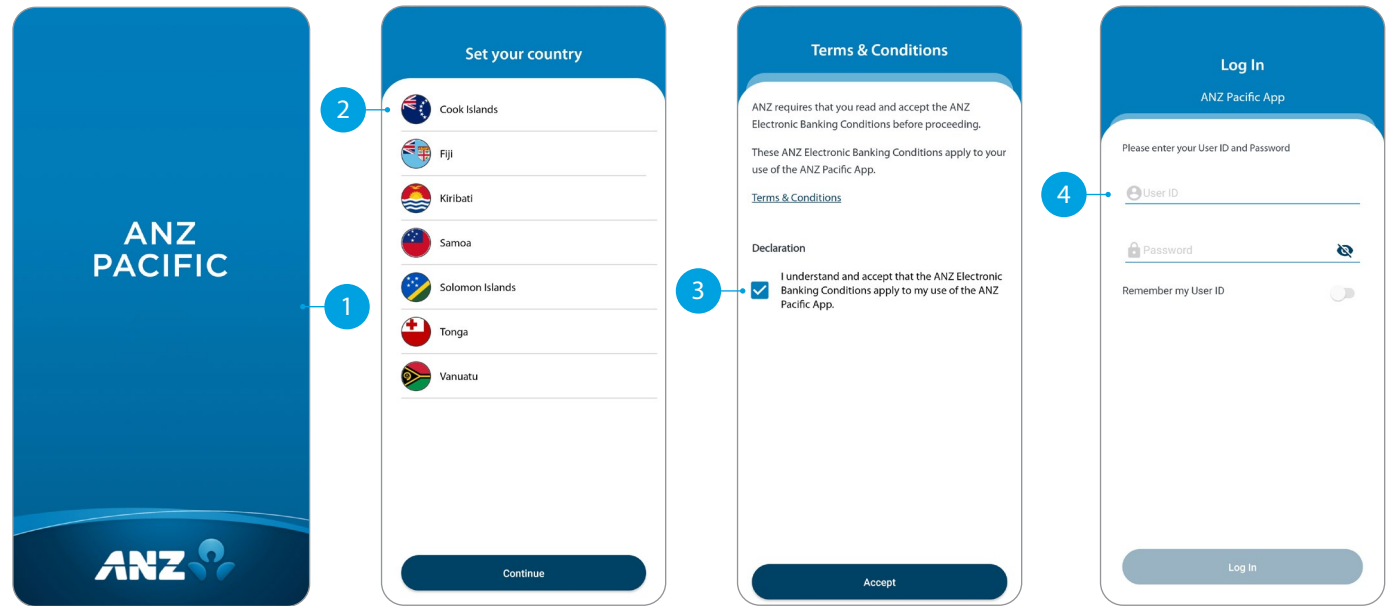 ANZ
PACIFIC
1
ANZ
Set your country
2
Cook Islands
Fiji
Kiribati
Samoa
Solomon Islands
Tonga
Vanuatu
Continue
Terms & Conditions
ANZ requires that you read and accept the ANZ
Electronic Banking Conditions before proceeding.
These ANZ Electronic Banking Conditions apply to your
use of the ANZ Pacific App.
Terms & Conditions
Declaration
3
I understand and accept that the ANZ Electronic
Banking Conditions apply to my use of the ANZ
Pacific App.
Accept
Log In
ANZ Pacific App
Please enter your User ID and Password
4
User ID
Password
Remember my User ID
Log In